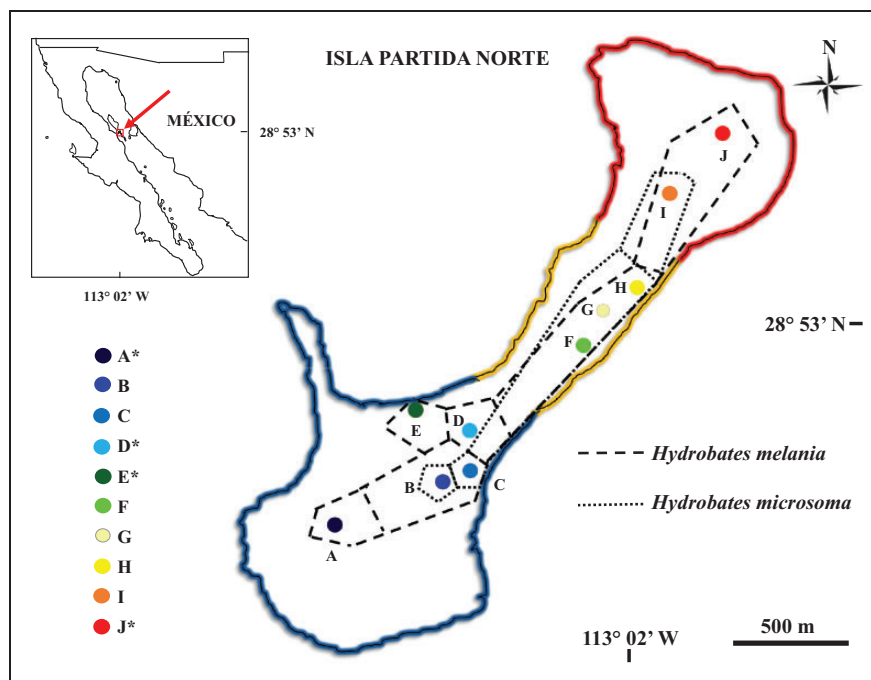 ISLA PARTIDA NORTE
N
MÉXICO
28° 53' N
113° 02' W
J
I
H
G
F
28° 53’ N
E
D
B
C
A
A*
B
C
D*
E*
F
G
H
I
J*
Hydrobates melania
Hydrobates microsoma
113° 02’ W
500 m